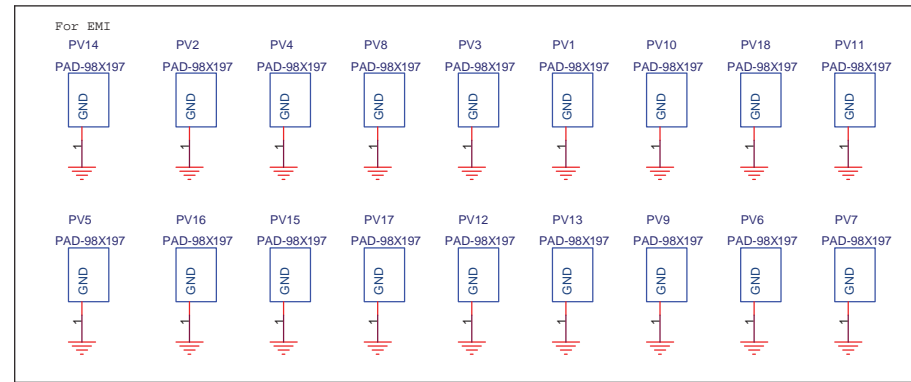 For EMI
PV14 PV2 PV4 PV8 PV3 PV1 PV10 PV18 PV11
PAD-98X197 PAD-98X197 PAD-98X197 PAD-98X197 PAD-98X197 PAD-98X197 PAD-98X197 PAD-98X197 PAD-98X197
GND GND GND GND GND GND GND GND GND
1 1 1 1 1 1 1 1 1
PV5 PV16 PV15 PV17 PV12 PV13 PV9 PV6 PV7
PAD-98X197 PAD-98X197 PAD-98X197 PAD-98X197 PAD-98X197 PAD-98X197 PAD-98X197 PAD-98X197 PAD-98X197
GND GND GND GND GND GND GND GND GND
1 1 1 1 1 1 1 1 1